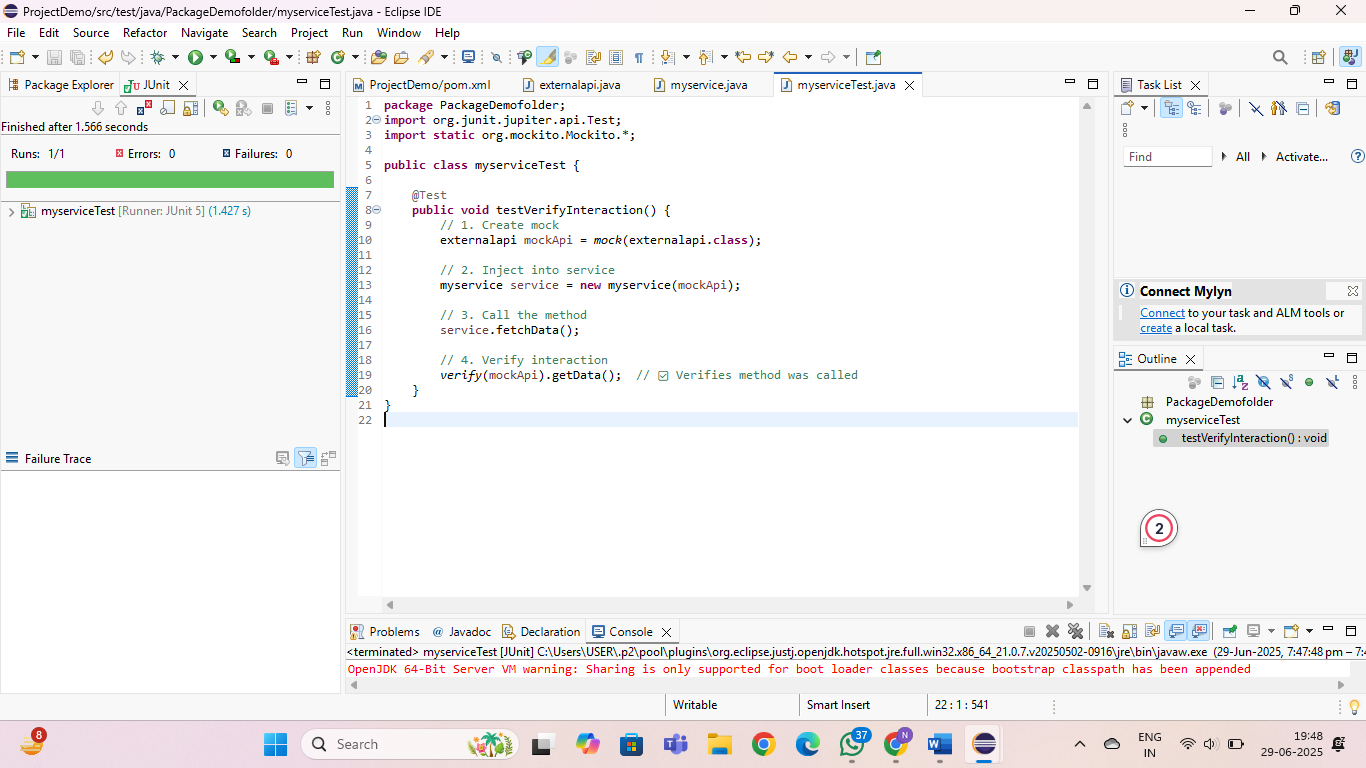 ProjectDemo/src/test/java/PackageDemofolder/myserviceTest.java - Eclipse IDE
File Edit Source Refactor Navigate Search Project Run Window Help
Package Explorer JUnit
Finished after 1.566 seconds
Runs: 1/1 Errors: 0 Failures: 0
myserviceTest [Runner: JUnit 5] (1.427 s)
Failure Trace
ProjectDemo/pom.xml externalapi.java myservice.java myserviceTest.java
1 package PackageDemofolder;
2 import org.junit.jupiter.api.Test;
3 import static org.mockito.Mockito.*;
4
5 public class myserviceTest {
6
7 @Test
8 public void testVerifyInteraction() {
9 // 1. Create mock
10 externalapi mockApi = mock(externalapi.class);
11
12 // 2. Inject into service
13 myservice service = new myservice(mockApi);
14
15 // 3. Call the method
16 service.fetchData();
17
18 // 4. Verify interaction
19 verify(mockApi).getData(); // ☑ Verifies method was called
20 }
21 }
22
Task List
Find All Activate...
Connect Mylyn
Connect to your task and ALM tools or
create a local task.
Outline
PackageDemofolder
myserviceTest
testVerifyInteraction() : void
2
Problems @ Javadoc Declaration Console
<terminated> myserviceTest [JUnit] C:\Users\USER\.p2\pool\plugins\org.eclipse.justj.openjdk.hotspot.jre.full.win32.x86_64_21.0.7.v20250502-0916\jre\bin\javaw.exe (29-Jun-2025, 7:47:48 pm – 7:4
OpenJDK 64-Bit Server VM warning: Sharing is only supported for boot loader classes because bootstrap classpath has been appended
Writable Smart Insert 22 : 1 : 541
8
Search
37
N
ENG
IN
19:48
29-06-2025